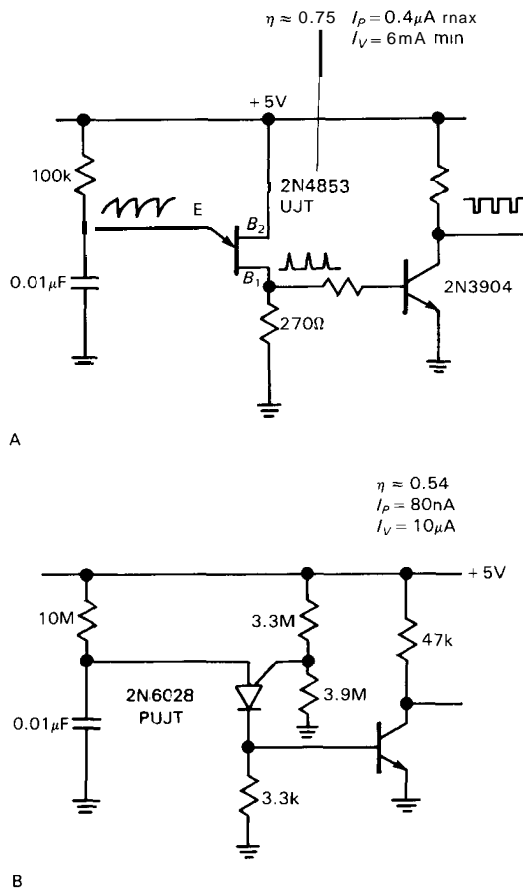 η ≈ 0.75 I_P = 0.4μA max
I_V = 6mA min
+5V
100k
2N4853
UJT
E
B₂
B₁
0.01μF
2N3904
270Ω
A
η ≈ 0.54
I_P = 80nA
I_V = 10μA
+5V
10M
3.3M
47k
2N6028
PUJT
3.9M
0.01μF
3.3k
B